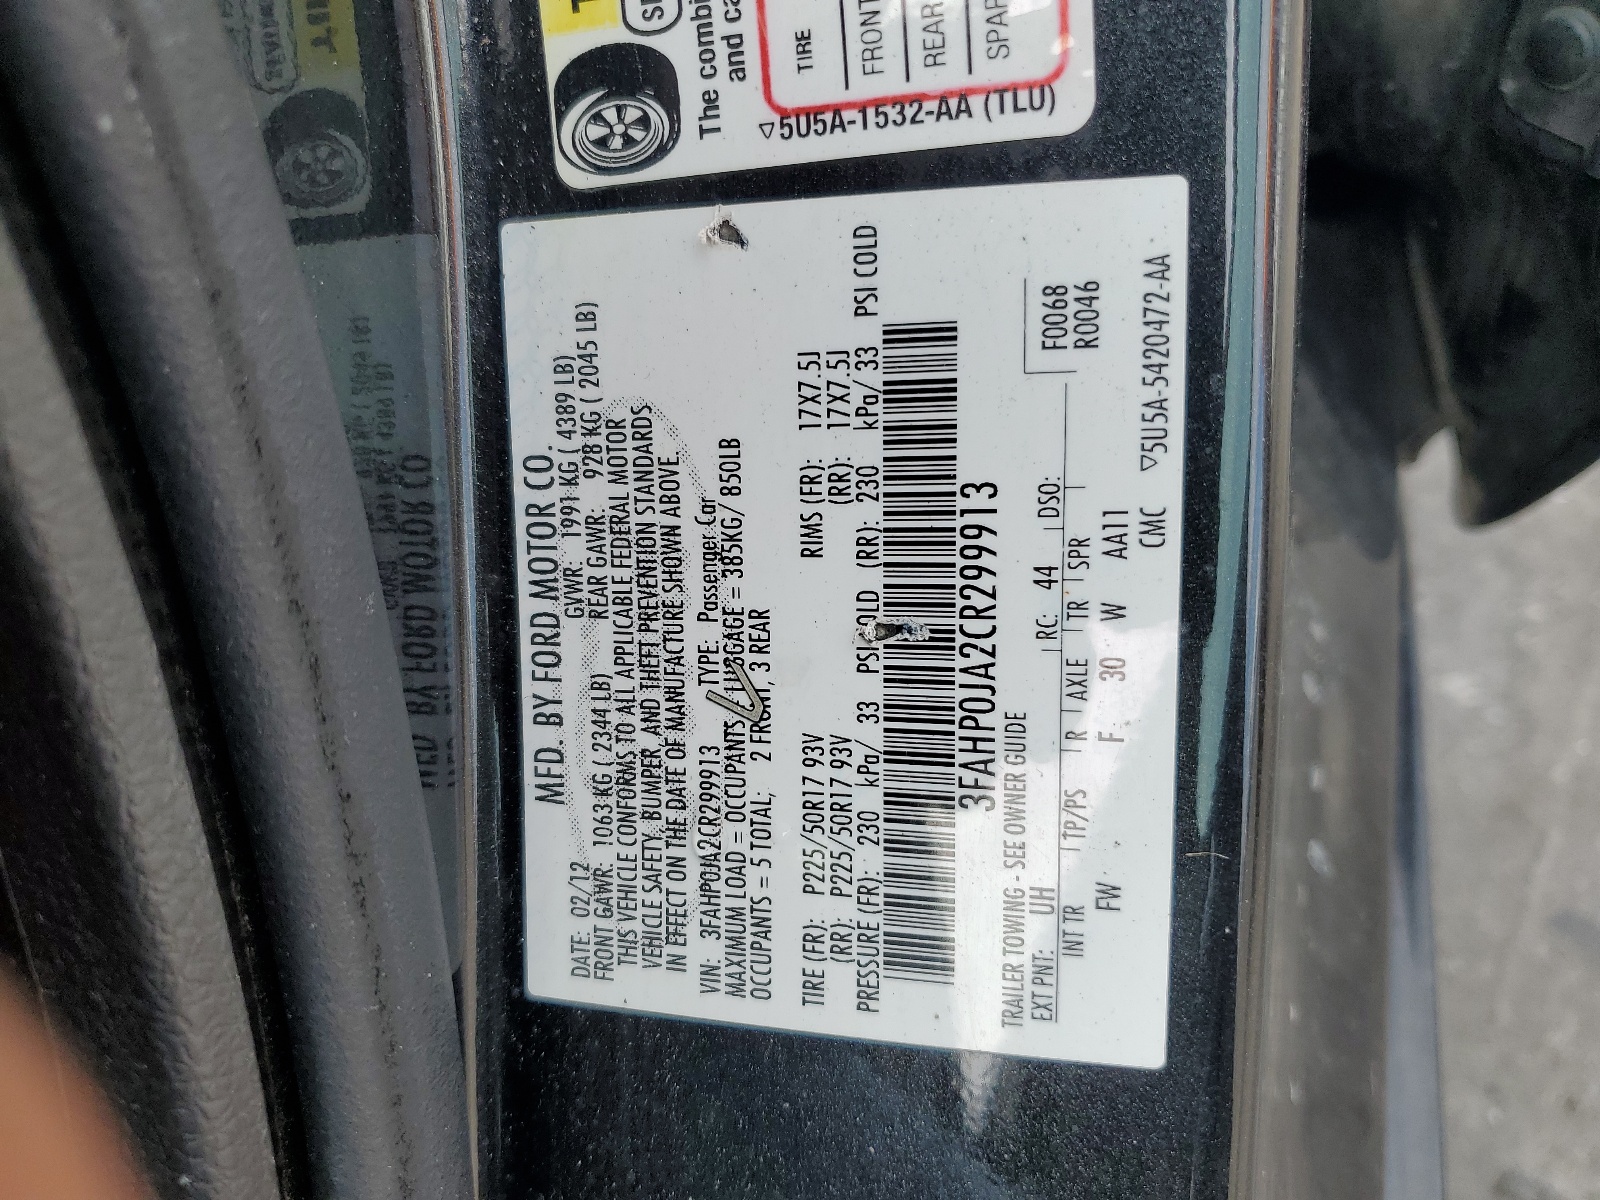 The combi
and ca
TIRE
FRONT
REAR
SPAR
▽5U5A-1532-AA (TLU)
MFD. BY FORD MOTOR CO.
DATE: 02/12 GVWR: 1991 KG ( 4389 LB)
FRONT GAWR: 1063 KG ( 2344 LB) REAR GAWR: 928 KG ( 2045 LB)
THIS VEHICLE CONFORMS TO ALL APPLICABLE FEDERAL MOTOR
VEHICLE SAFETY, BUMPER, AND THEFT PREVENTION STANDARDS
IN EFFECT ON THE DATE OF MANUFACTURE SHOWN ABOVE.
VIN: 3FAHP0JA2CR299913 TYPE: Passenger Car
MAXIMUM LOAD = OCCUPANTS + LUGGAGE = 385KG/ 850LB
OCCUPANTS = 5 TOTAL; 2 FRONT, 3 REAR
TIRE (FR): P225/50R17 93V RIMS (FR): 17X7.5J
(RR): P225/50R17 93V (RR): 17X7.5J
PRESSURE (FR): 230 kPa/ 33 PSI COLD (RR): 230 kPa/ 33 PSI COLD
3FAHP0JA2CR299913
TRAILER TOWING - SEE OWNER GUIDE
EXT PNT: UH RC: 44 DSO: F0068
R0046
INT TR TP/PS R AXLE TR SPR
FW F 30 W AA11
CMC ▽5U5A-5420472-AA